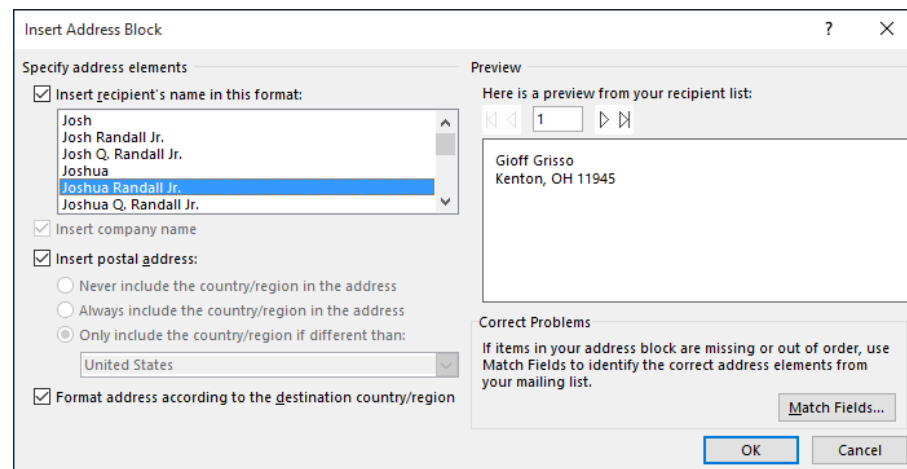 Insert Address Block
?
Specify address elements
Insert recipient's name in this format:
Josh
Josh Randall Jr.
Josh Q. Randall Jr.
Joshua
Joshua Randall Jr.
Joshua Q. Randall Jr.
Insert company name
Insert postal address:
Never include the country/region in the address
Always include the country/region in the address
Only include the country/region if different than:
United States
Format address according to the destination country/region
Preview
Here is a preview from your recipient list:
1
Gioff Grisso
Kenton, OH 11945
Correct Problems
If items in your address block are missing or out of order, use
Match Fields to identify the correct address elements from
your mailing list.
Match Fields...
OK
Cancel